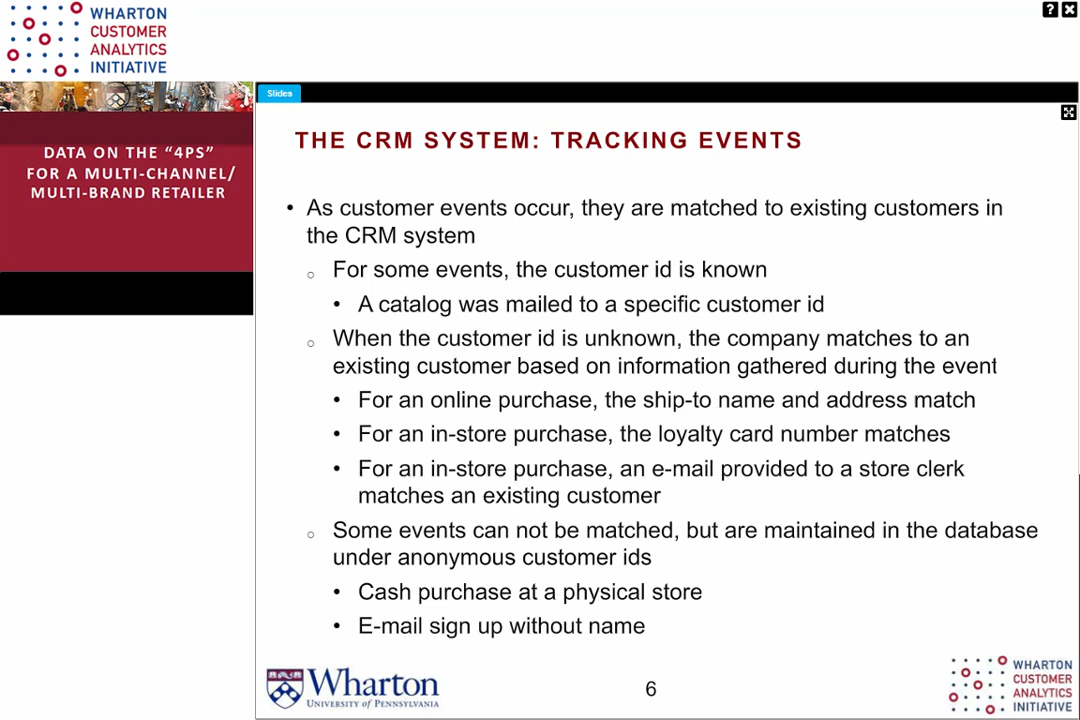 WHARTON
CUSTOMER
ANALYTICS
INITIATIVE
? X
Slides
DATA ON THE “4PS”
FOR A MULTI-CHANNEL/
MULTI-BRAND RETAILER
THE CRM SYSTEM: TRACKING EVENTS
• As customer events occur, they are matched to existing customers in
the CRM system
○ For some events, the customer id is known
• A catalog was mailed to a specific customer id
○ When the customer id is unknown, the company matches to an
existing customer based on information gathered during the event
• For an online purchase, the ship-to name and address match
• For an in-store purchase, the loyalty card number matches
• For an in-store purchase, an e-mail provided to a store clerk
matches an existing customer
○ Some events can not be matched, but are maintained in the database
under anonymous customer ids
• Cash purchase at a physical store
• E-mail sign up without name
Wharton
UNIVERSITY of PENNSYLVANIA
6
WHARTON
CUSTOMER
ANALYTICS
INITIATIVE